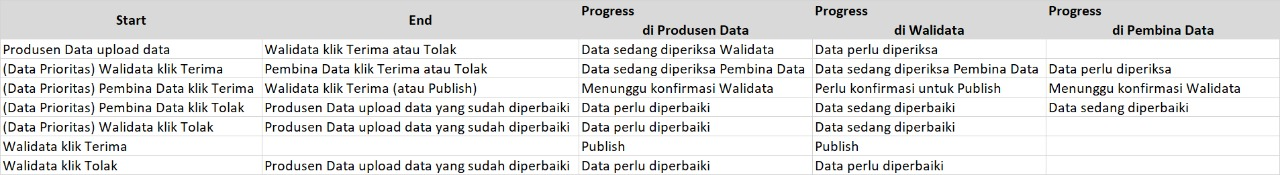 Start	End	Progress di Produsen Data	Progress di Walidata	Progress di Pembina Data
Produsen Data upload data	Walidata klik Terima atau Tolak	Data sedang diperiksa Walidata	Data perlu diperiksa
(Data Prioritas) Walidata klik Terima	Pembina Data klik Terima atau Tolak	Data sedang diperiksa Pembina Data	Data sedang diperiksa Pembina Data	Data perlu diperiksa
(Data Prioritas) Pembina Data klik Terima	Walidata klik Terima (atau Publish)	Menunggu konfirmasi Walidata	Perlu konfirmasi untuk Publish	Menunggu konfirmasi Walidata
(Data Prioritas) Pembina Data klik Tolak	Produsen Data upload data yang sudah diperbaiki	Data perlu diperbaiki	Data sedang diperbaiki	Data sedang diperbaiki
(Data Prioritas) Walidata klik Tolak	Produsen Data upload data yang sudah diperbaiki	Data perlu diperbaiki	Data sedang diperbaiki
Walidata klik Terima		Publish	Publish
Walidata klik Tolak	Produsen Data upload data yang sudah diperbaiki	Data perlu diperbaiki	Data perlu diperbaiki